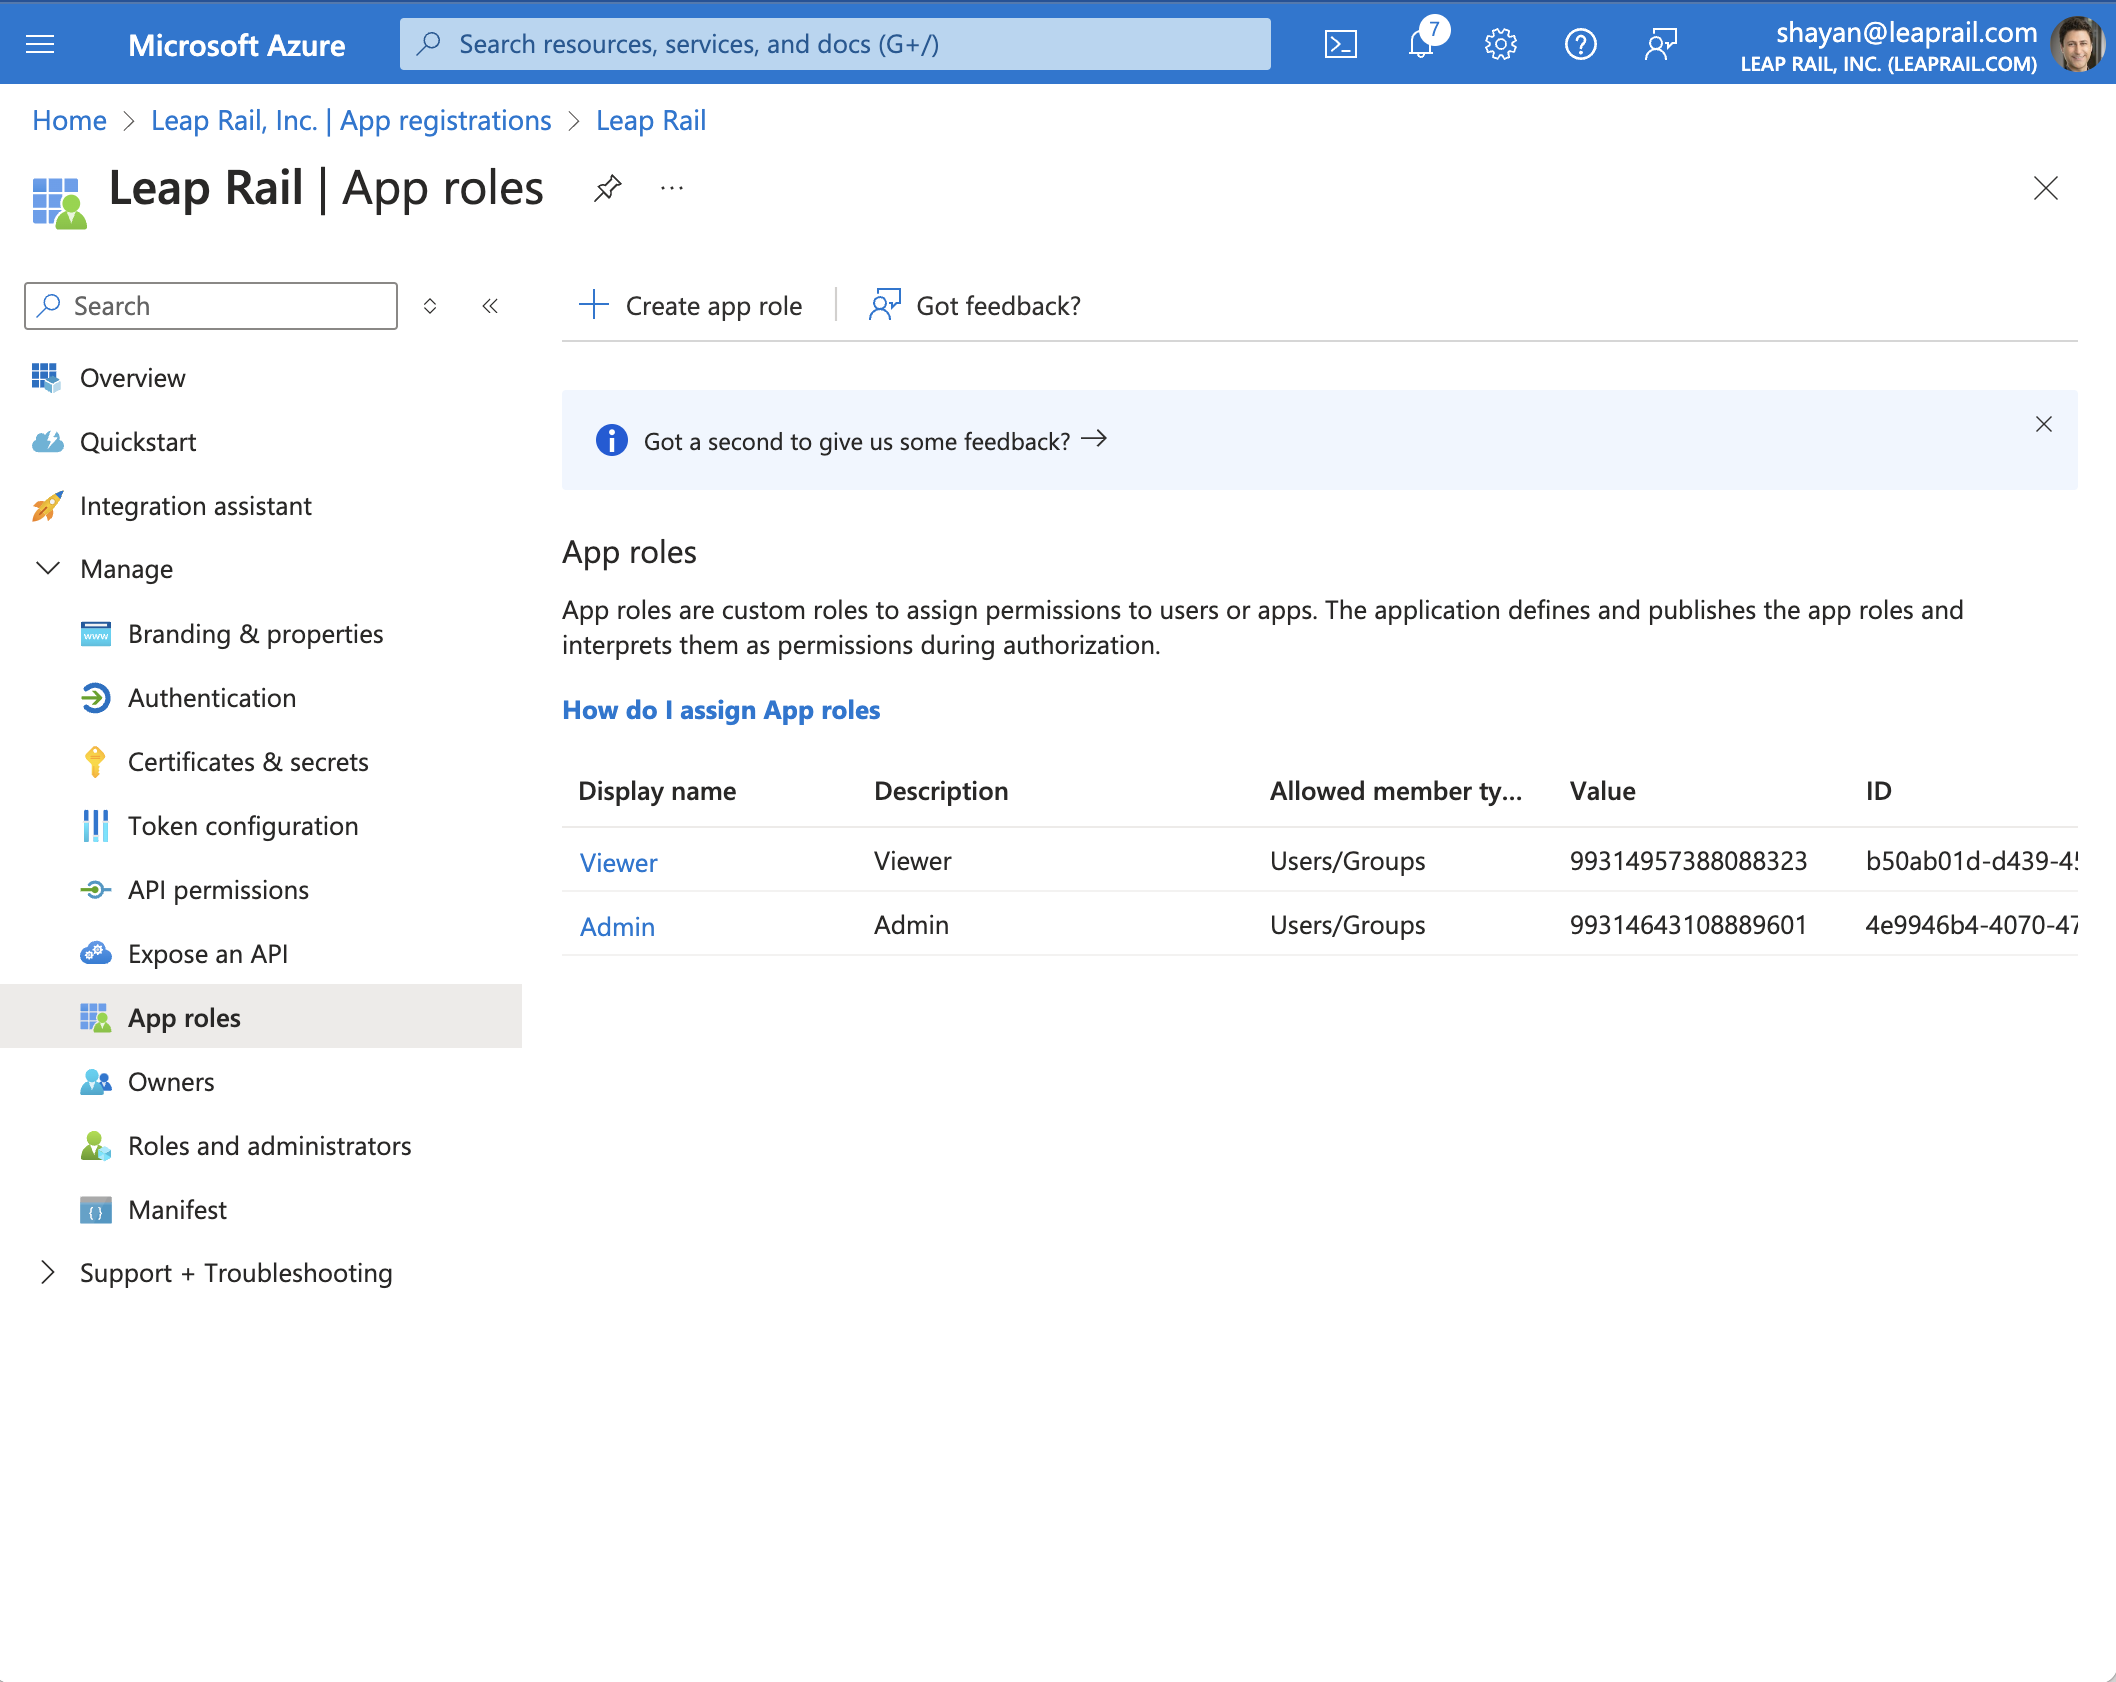 Microsoft Azure
Search resources, services, and docs (G+/)
7
shayan@leaprail.com
LEAP RAIL, INC. (LEAPRAIL.COM)
Home > Leap Rail, Inc. | App registrations > Leap Rail
Leap Rail | App roles
Search
Create app role
Got feedback?
Overview
Quickstart
Integration assistant
Manage
Branding & properties
Authentication
Certificates & secrets
Token configuration
API permissions
Expose an API
App roles
Owners
Roles and administrators
Manifest
Support + Troubleshooting
Got a second to give us some feedback?
App roles
App roles are custom roles to assign permissions to users or apps. The application defines and publishes the app roles and
interprets them as permissions during authorization.
How do I assign App roles
Display name Description Allowed member ty... Value ID
Viewer Viewer Users/Groups 99314957388088323 b50ab01d-d439-45
Admin Admin Users/Groups 99314643108889601 4e9946b4-4070-47